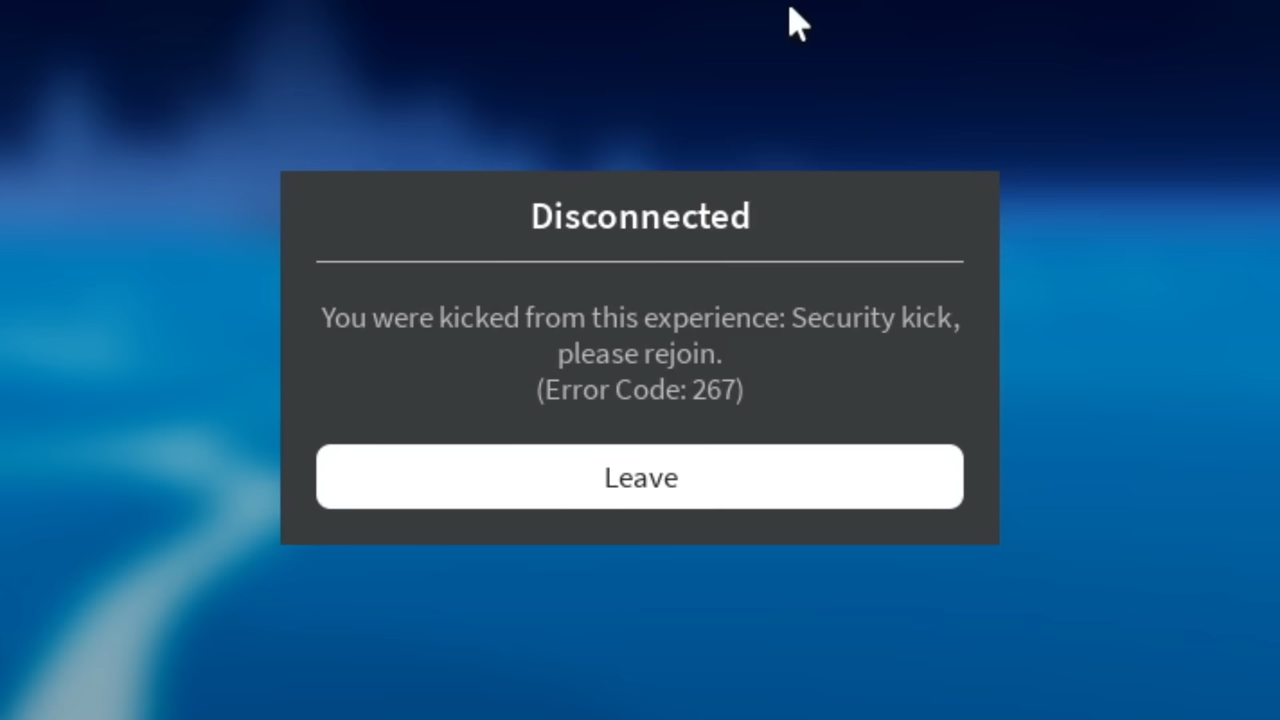 Disconnected
You were kicked from this experience: Security kick,
please rejoin.
(Error Code: 267)
Leave